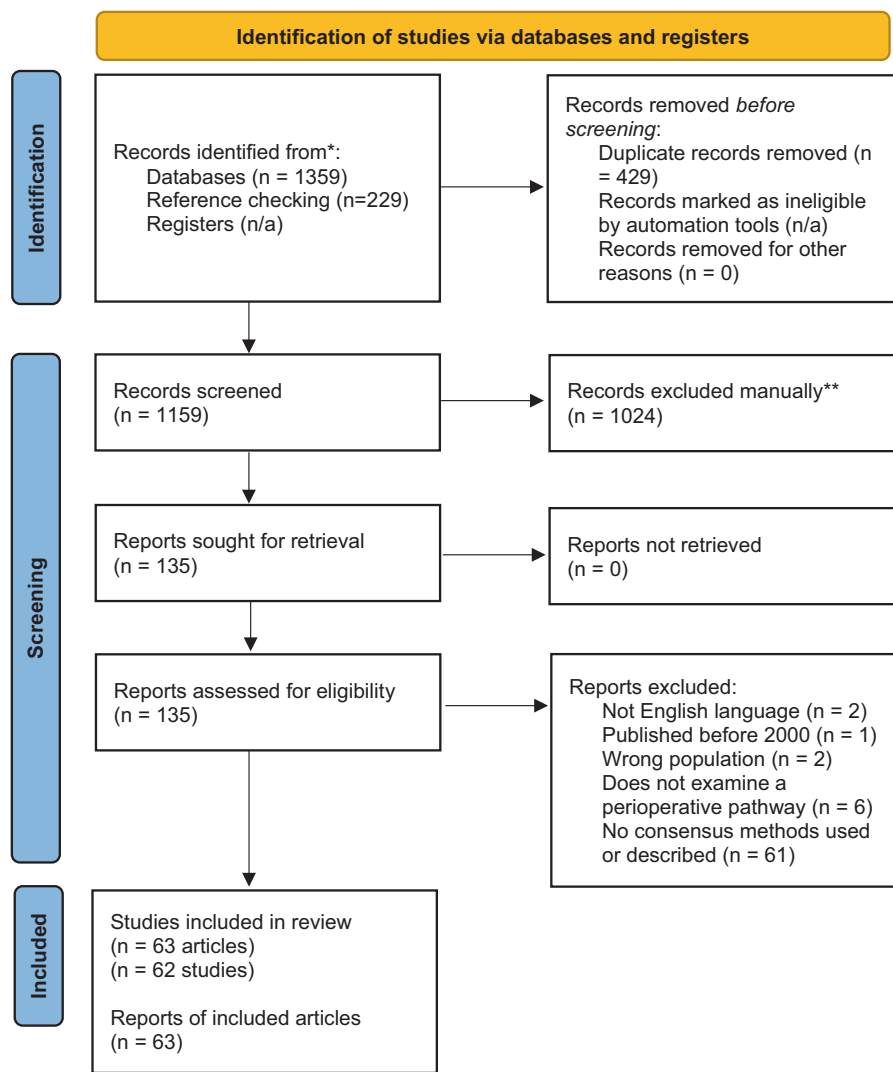 Identification of studies via databases and registers
Identification
Records identified from*:
Databases (n = 1359)
Reference checking (n=229)
Registers (n/a)
Records removed before
screening:
Duplicate records removed (n
= 429)
Records marked as ineligible
by automation tools (n/a)
Records removed for other
reasons (n = 0)
Screening
Records screened
(n = 1159)
Records excluded manually**
(n = 1024)
Reports sought for retrieval
(n = 135)
Reports not retrieved
(n = 0)
Reports assessed for eligibility
(n = 135)
Reports excluded:
Not English language (n = 2)
Published before 2000 (n = 1)
Wrong population (n = 2)
Does not examine a
perioperative pathway (n = 6)
No consensus methods used
or described (n = 61)
Included
Studies included in review
(n = 63 articles)
(n = 62 studies)
Reports of included articles
(n = 63)